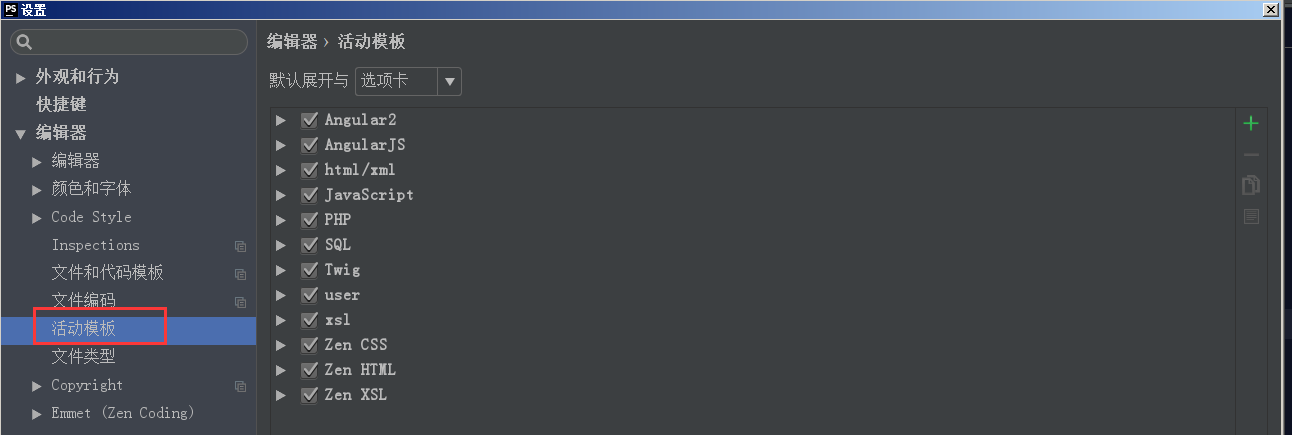 PS 设置
外观和行为
快捷键
编辑器
编辑器
颜色和字体
Code Style
Inspections
文件和代码模板
文件编码
活动模板
文件类型
Copyright
Emmet (Zen Coding)
编辑器 › 活动模板
默认展开与 选项卡
Angular2
AngularJS
html/xml
JavaScript
PHP
SQL
Twig
user
xsl
Zen CSS
Zen HTML
Zen XSL